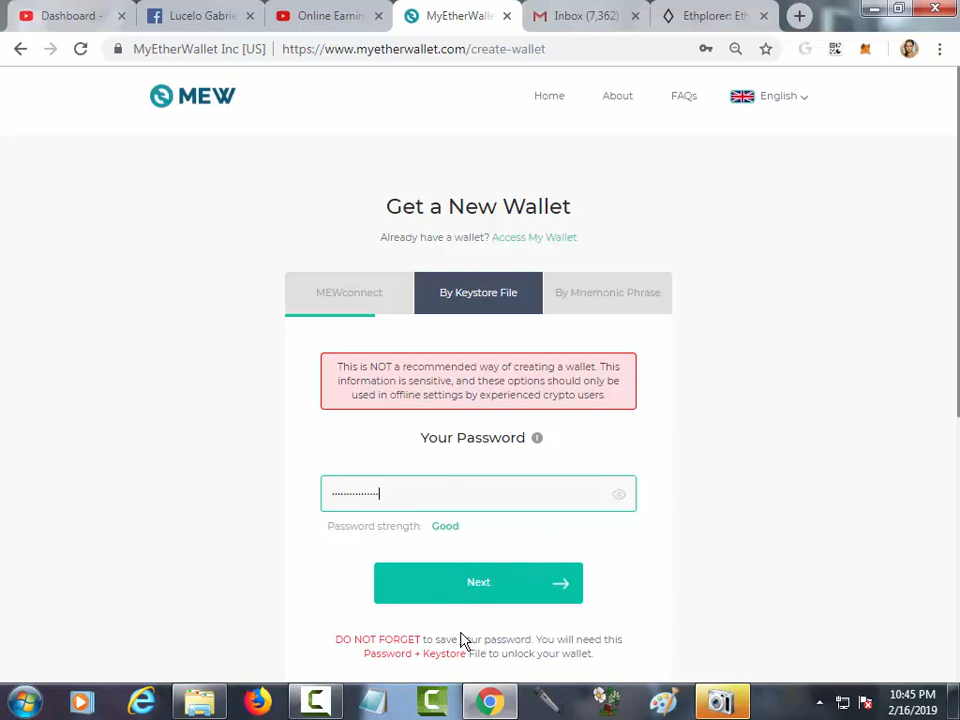 Dashboard -
Lucelo Gabrie
Online Earnin
MyEtherWalle
Inbox (7,362)
Ethplorer: Eth
MyEtherWallet Inc [US]
https://www.myetherwallet.com/create-wallet
MEW
Home
About
FAQs
English
Get a New Wallet
Already have a wallet? Access My Wallet
MEWconnect
By Keystore File
By Mnemonic Phrase
This is NOT a recommended way of creating a wallet. This
information is sensitive, and these options should only be
used in offline settings by experienced crypto users.
Your Password
Password strength: Good
Next
DO NOT FORGET to save your password. You will need this
Password + Keystore File to unlock your wallet.
10:45 PM
2/16/2019